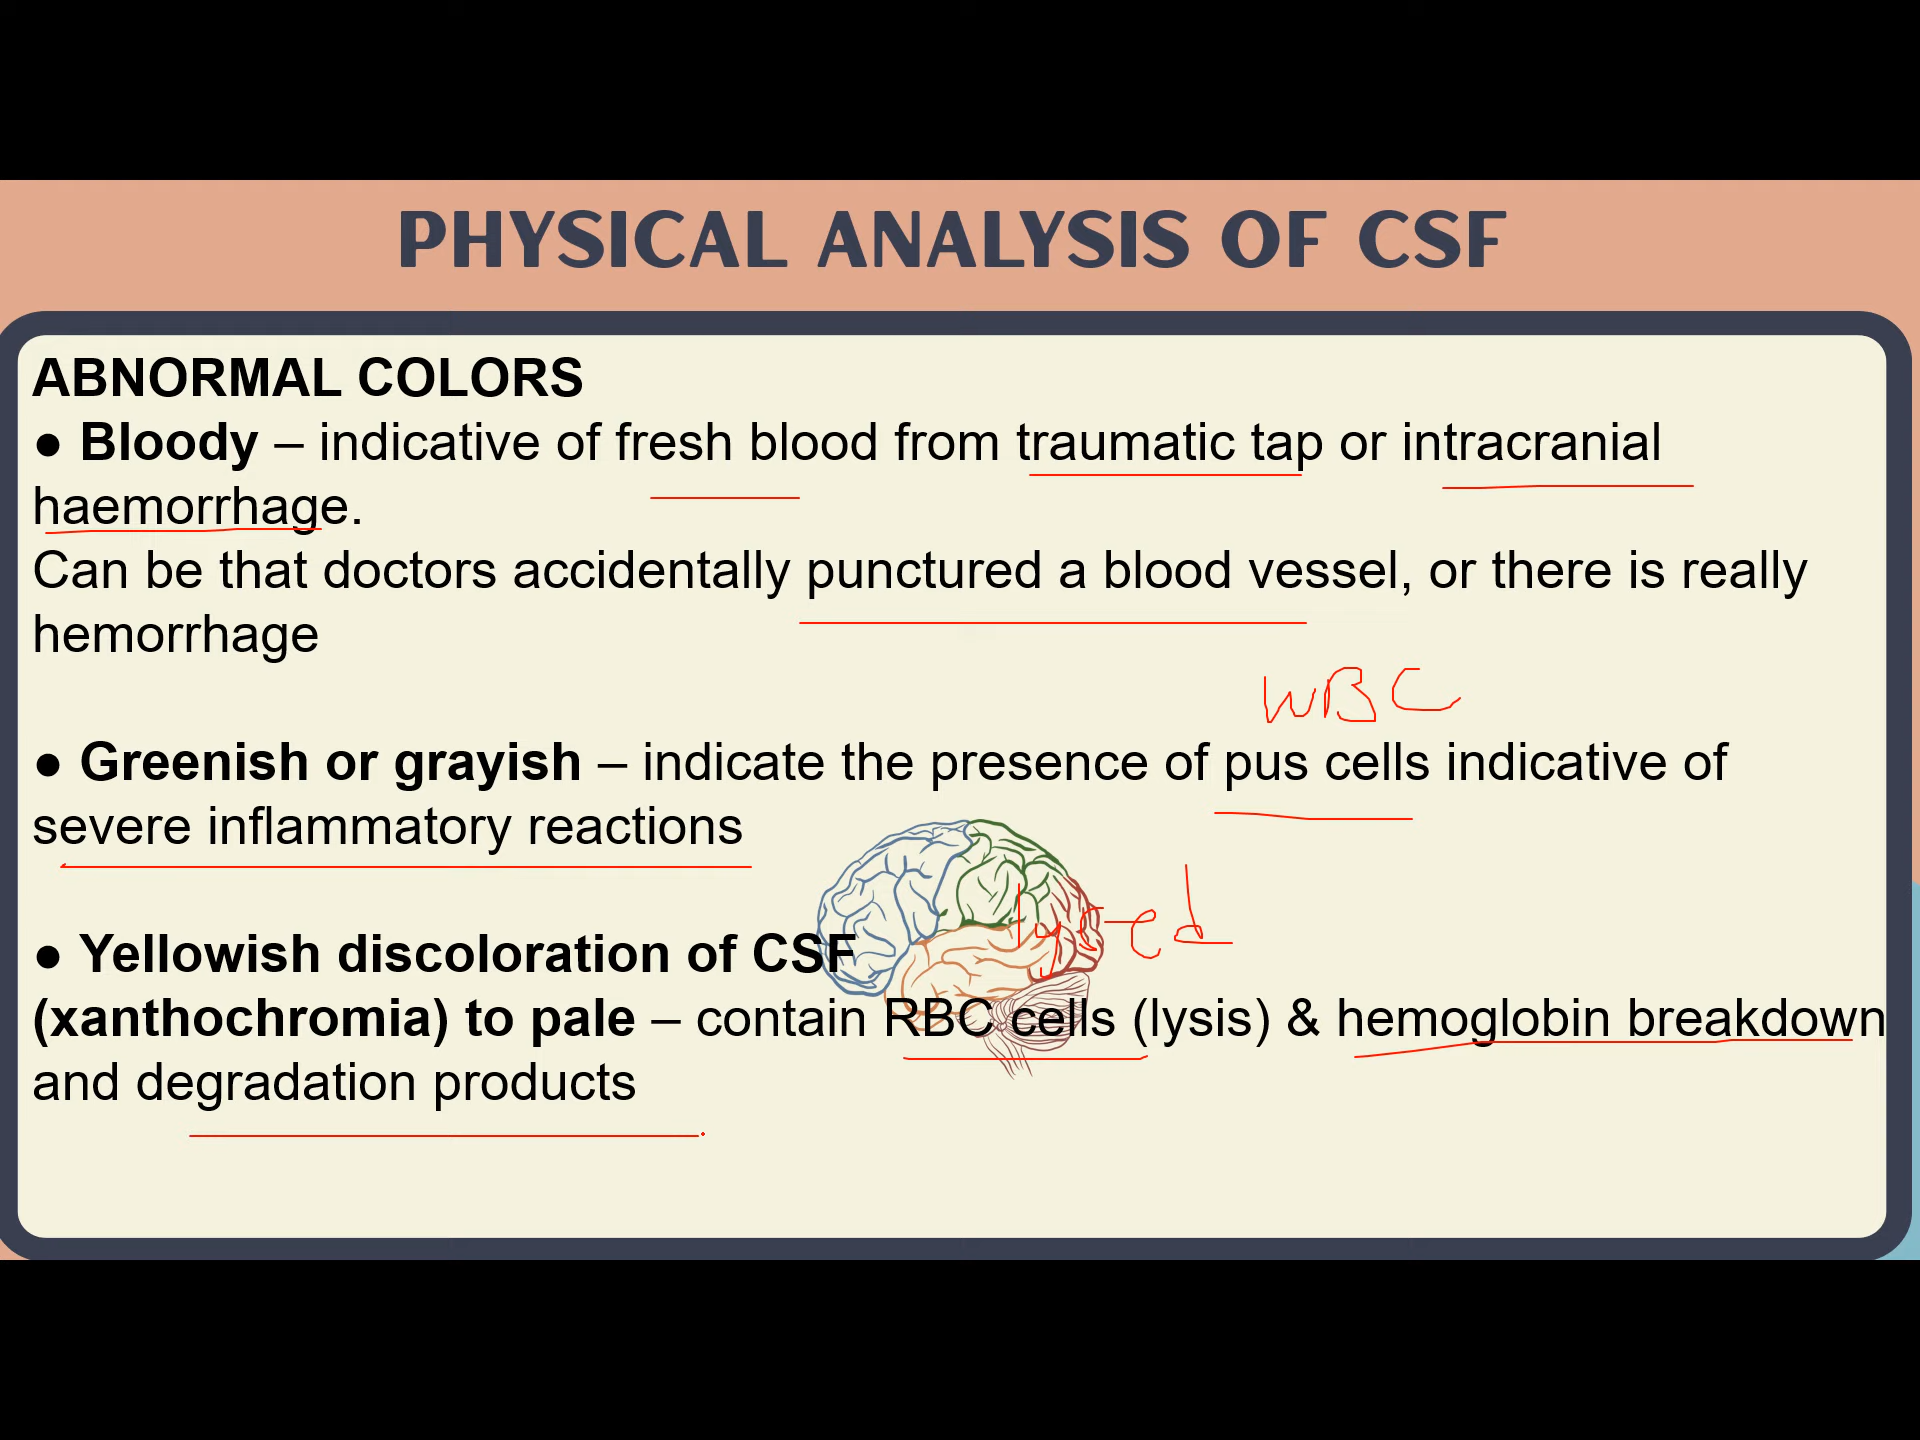 PHYSICAL ANALYSIS OF CSF
ABNORMAL COLORS
● Bloody – indicative of fresh blood from traumatic tap or intracranial
haemorrhage.
Can be that doctors accidentally punctured a blood vessel, or there is really
hemorrhage
WBC
● Greenish or grayish – indicate the presence of pus cells indicative of
severe inflammatory reactions
lysed
● Yellowish discoloration of CSF
(xanthochromia) to pale – contain RBC cells (lysis) & hemoglobin breakdown
and degradation products